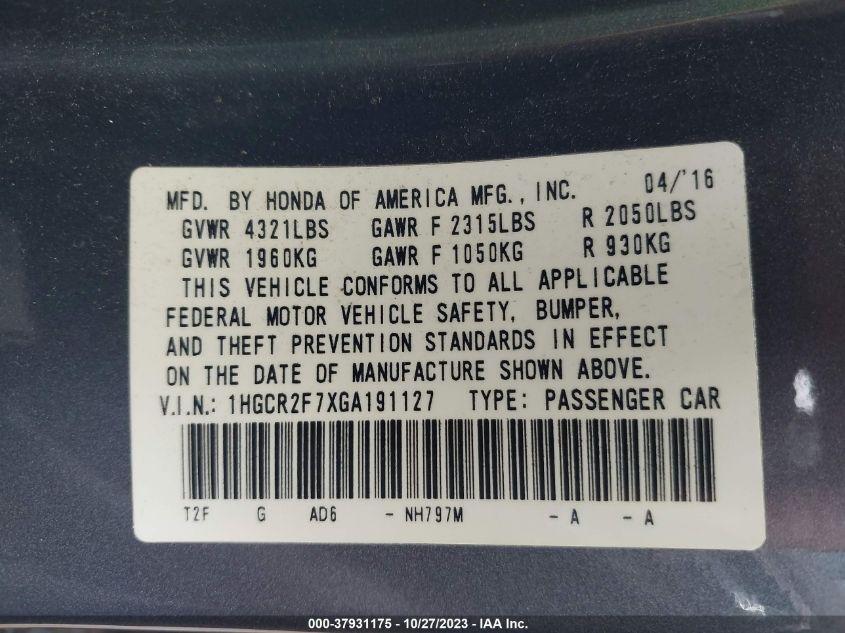 MFD. BY HONDA OF AMERICA MFG., INC. 04/'16
GVWR 4321LBS GAWR F 2315LBS R 2050LBS
GVWR 1960KG GAWR F 1050KG R 930KG
THIS VEHICLE CONFORMS TO ALL APPLICABLE
FEDERAL MOTOR VEHICLE SAFETY, BUMPER,
AND THEFT PREVENTION STANDARDS IN EFFECT
ON THE DATE OF MANUFACTURE SHOWN ABOVE.
V.I.N.: 1HGCR2F7XGA191127 TYPE: PASSENGER CAR
T2F G AD6 - NH797M - A - A
000-37931175 - 10/27/2023 - IAA Inc.